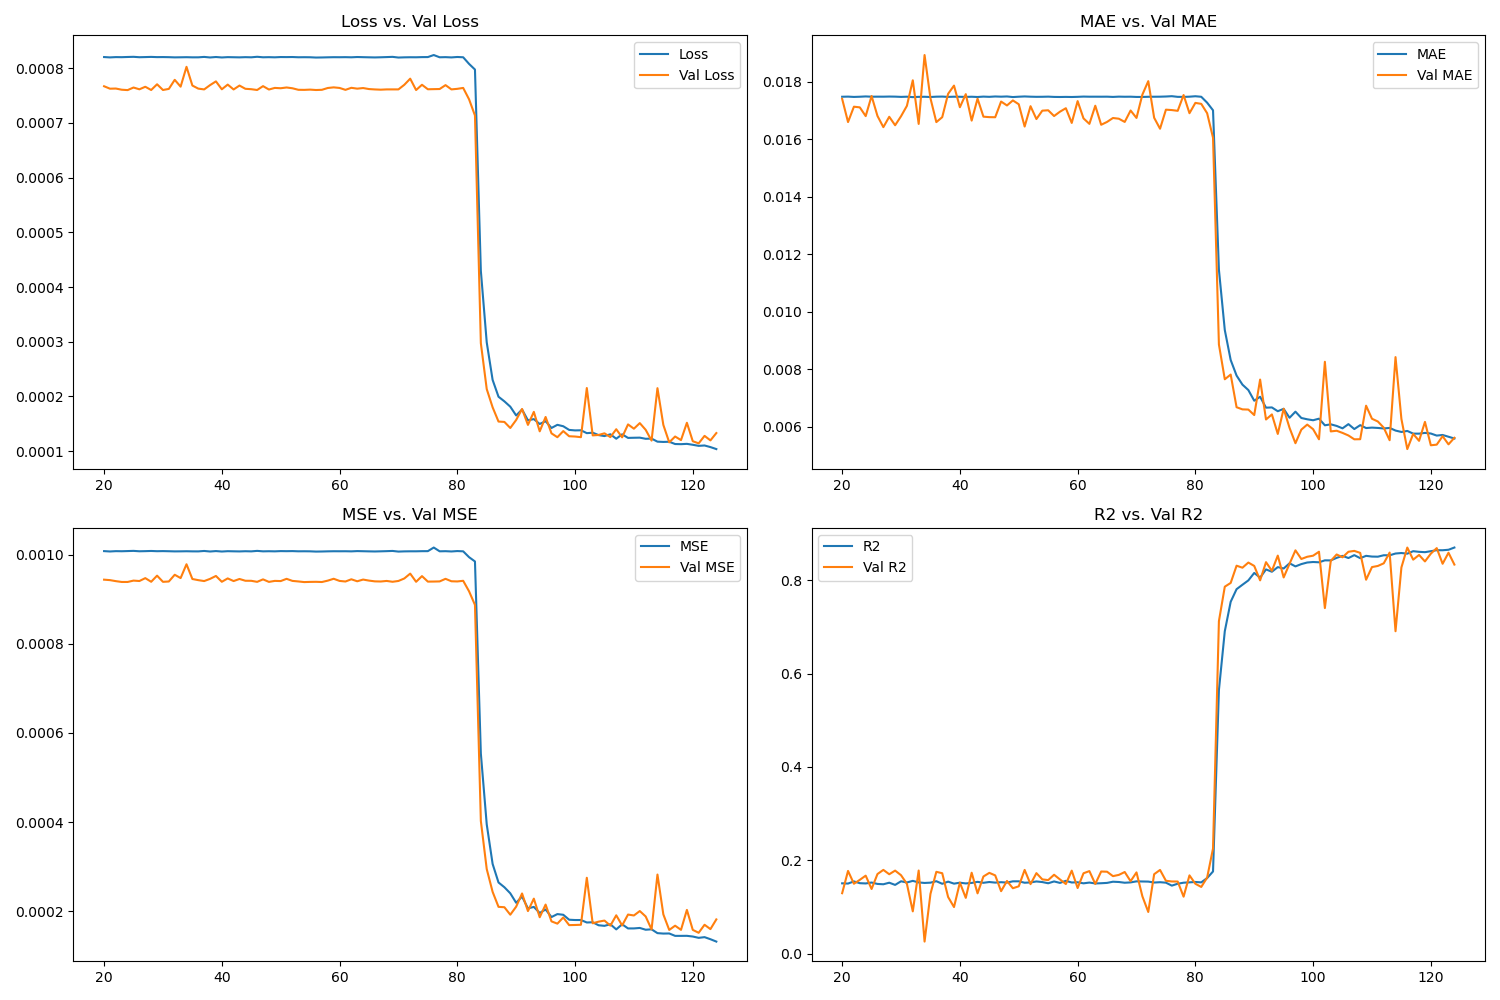 Loss vs. Val Loss
Loss
Val Loss
0.0008
0.0007
0.0006
0.0005
0.0004
0.0003
0.0002
0.0001
20 40 60 80 100 120
MAE vs. Val MAE
MAE
Val MAE
0.018
0.016
0.014
0.012
0.010
0.008
0.006
20 40 60 80 100 120
MSE vs. Val MSE
MSE
Val MSE
0.0010
0.0008
0.0006
0.0004
0.0002
20 40 60 80 100 120
R2 vs. Val R2
R2
Val R2
0.8
0.6
0.4
0.2
0.0
20 40 60 80 100 120